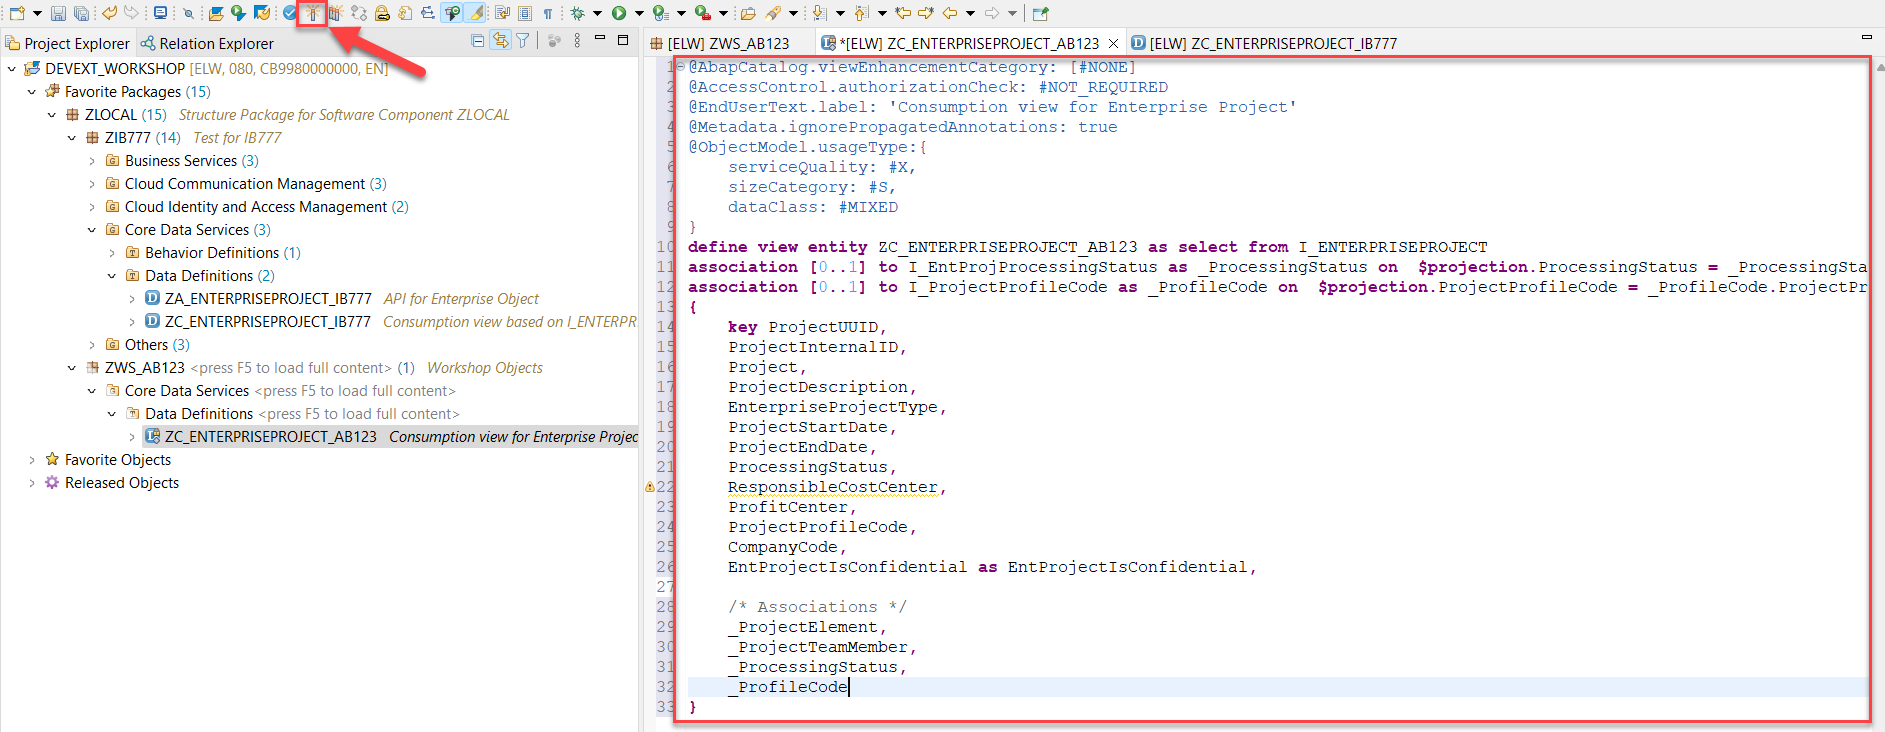 Project Explorer
Relation Explorer
DEVEXT_WORKSHOP [ELW, 080, CB9980000000, EN]
Favorite Packages (15)
ZLOCAL (15) Structure Package for Software Component ZLOCAL
ZIB777 (14) Test for IB777
Business Services (3)
Cloud Communication Management (3)
Cloud Identity and Access Management (2)
Core Data Services (3)
Behavior Definitions (1)
Data Definitions (2)
ZA_ENTERPRISEPROJECT_IB777 API for Enterprise Object
ZC_ENTERPRISEPROJECT_IB777 Consumption view based on I_ENTERPR
Others (3)
ZWS_AB123 <press F5 to load full content> (1) Workshop Objects
Core Data Services <press F5 to load full content>
Data Definitions <press F5 to load full content>
ZC_ENTERPRISEPROJECT_AB123 Consumption view for Enterprise Projec
Favorite Objects
Released Objects
[ELW] ZWS_AB123
*[ELW] ZC_ENTERPRISEPROJECT_AB123
[ELW] ZC_ENTERPRISEPROJECT_IB777
1 @AbapCatalog.viewEnhancementCategory: [#NONE]
2 @AccessControl.authorizationCheck: #NOT_REQUIRED
3 @EndUserText.label: 'Consumption view for Enterprise Project'
4 @Metadata.ignorePropagatedAnnotations: true
5 @ObjectModel.usageType:{
6 serviceQuality: #X,
7 sizeCategory: #S,
8 dataClass: #MIXED
9 }
10 define view entity ZC_ENTERPRISEPROJECT_AB123 as select from I_ENTERPRISEPROJECT
11 association [0..1] to I_EntProjProcessingStatus as _ProcessingStatus on $projection.ProcessingStatus = _ProcessingSta
12 association [0..1] to I_ProjectProfileCode as _ProfileCode on $projection.ProjectProfileCode = _ProfileCode.ProjectPr
13 {
14 key ProjectUUID,
15 ProjectInternalID,
16 Project,
17 ProjectDescription,
18 EnterpriseProjectType,
19 ProjectStartDate,
20 ProjectEndDate,
21 ProcessingStatus,
22 ResponsibleCostCenter,
23 ProfitCenter,
24 ProjectProfileCode,
25 CompanyCode,
26 EntProjectIsConfidential as EntProjectIsConfidential,
27
28 /* Associations */
29 _ProjectElement,
30 _ProjectTeamMember,
31 _ProcessingStatus,
32 _ProfileCode
33 }